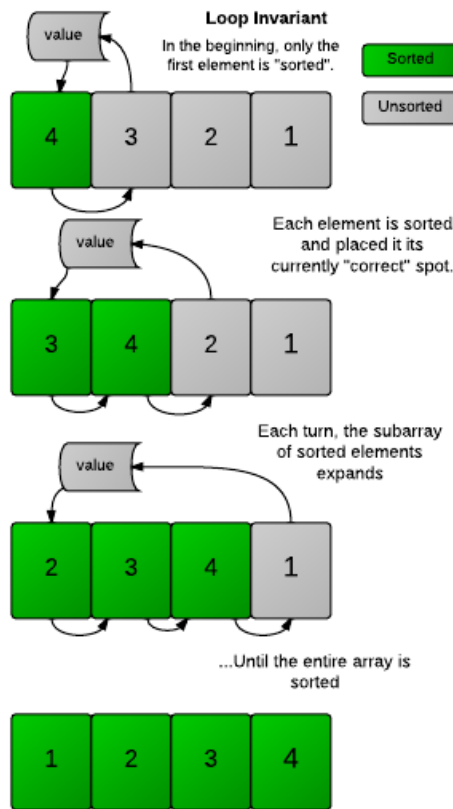 Loop Invariant
value
In the beginning, only the
first element is "sorted".
Sorted
Unsorted
4 3 2 1
Each element is sorted
and placed it its
currently "correct" spot.
value
3 4 2 1
Each turn, the subarray
of sorted elements
expands
value
2 3 4 1
...Until the entire array is
sorted
1 2 3 4